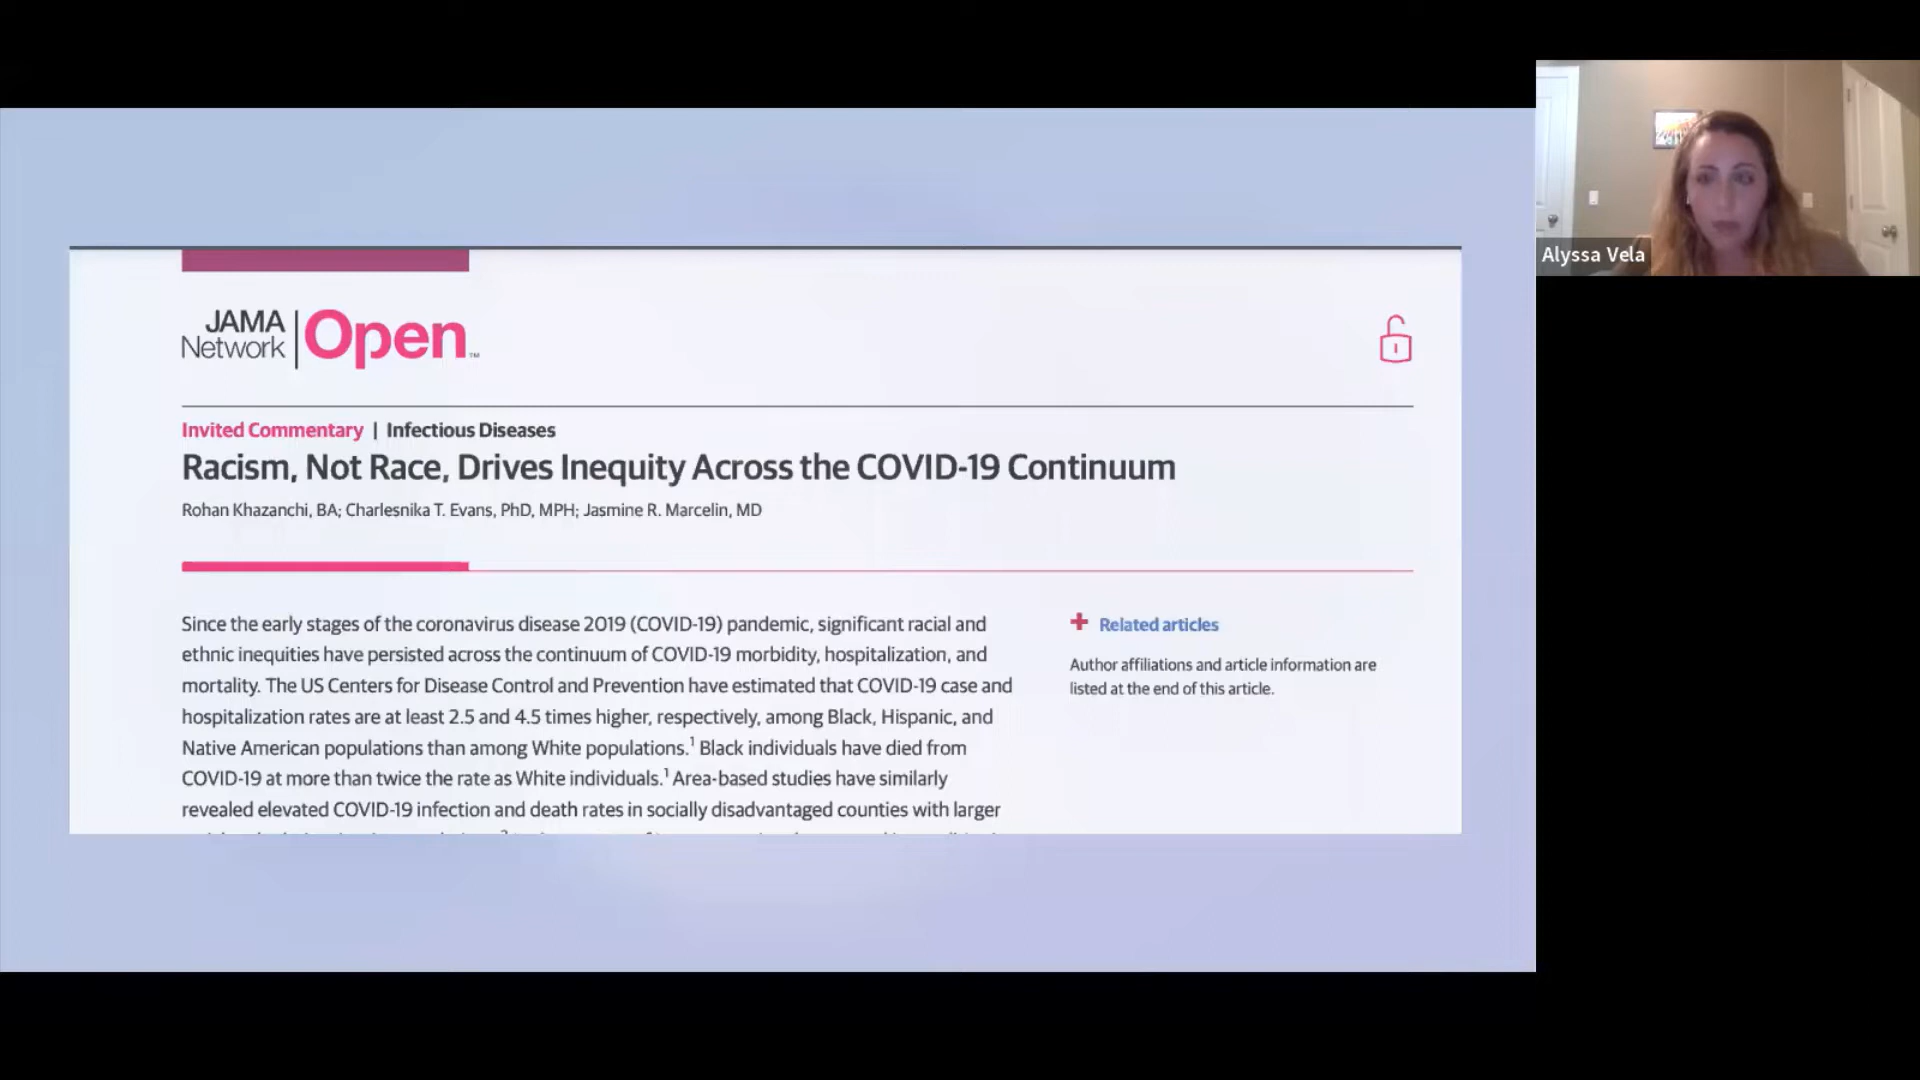 JAMA
Network
Open™
Invited Commentary | Infectious Diseases
Racism, Not Race, Drives Inequity Across the COVID-19 Continuum
Rohan Khazanchi, BA; Charlesnika T. Evans, PhD, MPH; Jasmine R. Marcelin, MD
Since the early stages of the coronavirus disease 2019 (COVID-19) pandemic, significant racial and
ethnic inequities have persisted across the continuum of COVID-19 morbidity, hospitalization, and
mortality. The US Centers for Disease Control and Prevention have estimated that COVID-19 case and
hospitalization rates are at least 2.5 and 4.5 times higher, respectively, among Black, Hispanic, and
Native American populations than among White populations.1 Black individuals have died from
COVID-19 at more than twice the rate as White individuals.1 Area-based studies have similarly
revealed elevated COVID-19 infection and death rates in socially disadvantaged counties with larger
+ Related articles
Author affiliations and article information are
listed at the end of this article.
Alyssa Vela